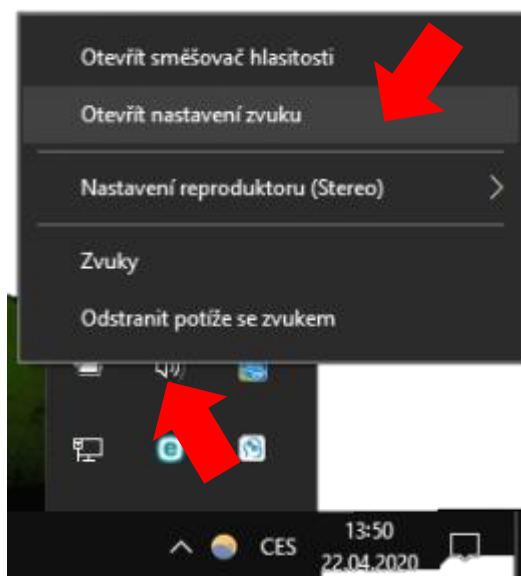 Otevřít směšovač hlasitosti
Otevřít nastavení zvuku
Nastavení reproduktoru (Stereo)
Zvuky
Odstranit potíže se zvukem
CES
13:50
22.04.2020